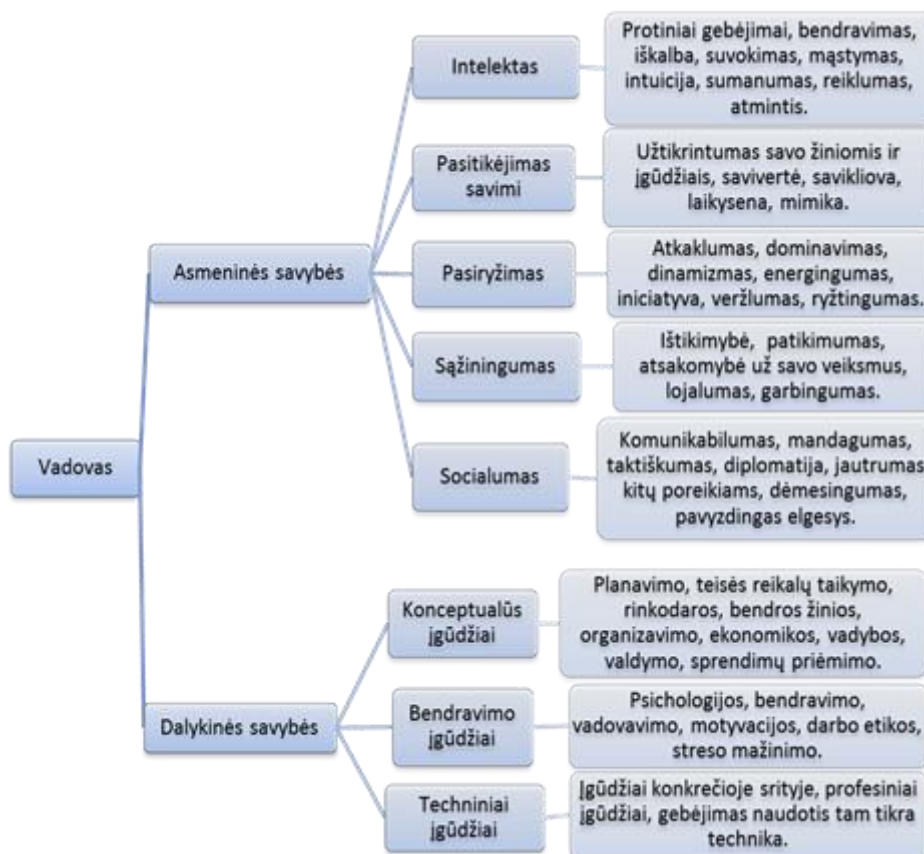 Vadovas
Asmeninės savybės
Intelektas
Protiniai gebėjimai, bendravimas,
iškalba, suvokimas, mąstymas,
intuicija, sumanumas, reiklumas,
atmintis.
Pasitikėjimas
savimi
Užtikrintumas savo žiniomis ir
įgūdžiais, savivertė, savikliova,
laikysena, mimika.
Pasiryžimas
Atkaklumas, dominavimas,
dinamizmas, energingumas,
iniciatyva, veržlumas, ryžtingumas.
Sąžiningumas
Ištikimybė, patikimumas,
atsakomybė už savo veiksmus,
lojalumas, garbingumas.
Socialumas
Komunikabilumas, mandagumas,
taktiškumas, diplomatija, jautrumas
kitų poreikiams, dėmesingumas,
pavyzdingas elgesys.
Dalykinės savybės
Konceptualūs
įgūdžiai
Planavimo, teisės reikalų taikymo,
rinkodaros, bendros žinios,
organizavimo, ekonomikos, vadybos,
valdymo, sprendimų priėmimo.
Bendravimo
įgūdžiai
Psichologijos, bendravimo,
vadovavimo, motyvacijos, darbo etikos,
streso mažinimo.
Techniniai
įgūdžiai
Įgūdžiai konkrečioje srityje, profesiniai
įgūdžiai, gebėjimas naudotis tam tikra
technika.